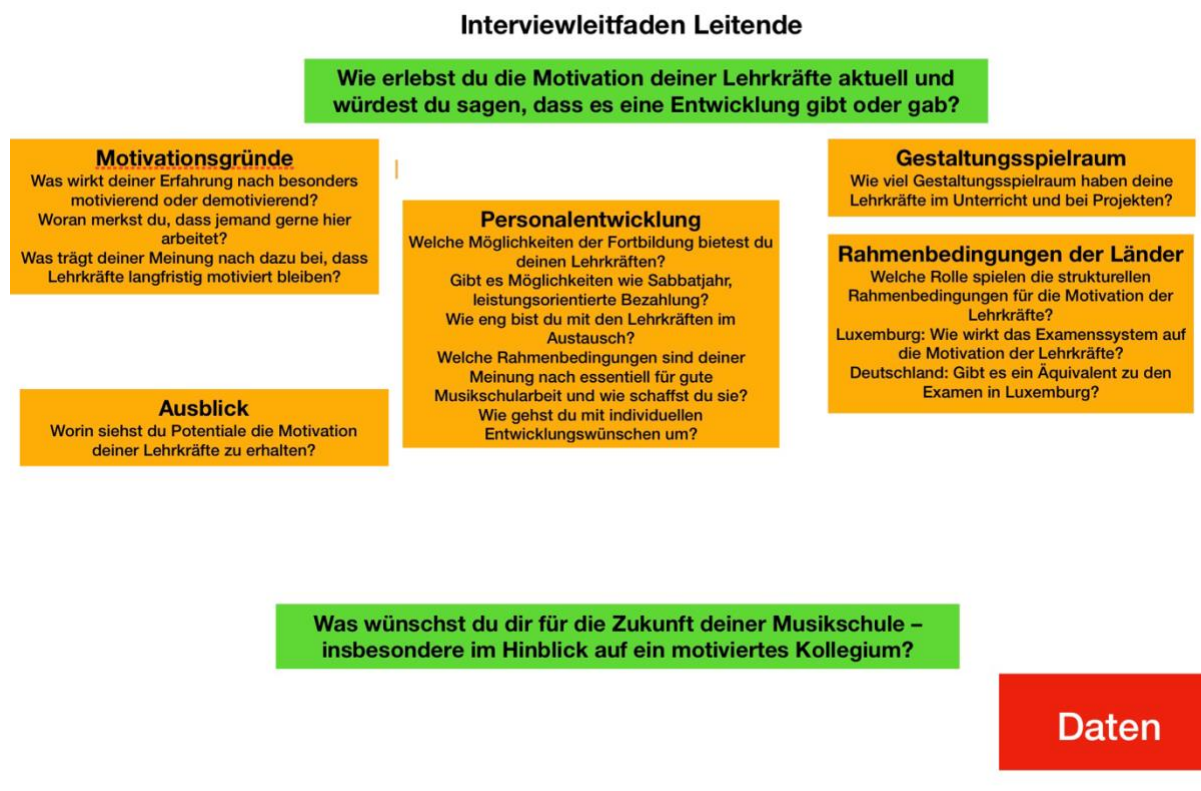 Interviewleitfaden Leitende
Wie erlebst du die Motivation deiner Lehrkräfte aktuell und
würdest du sagen, dass es eine Entwicklung gibt oder gab?
Motivationsgründe
Was wirkt deiner Erfahrung nach besonders
motivierend oder demotivierend?
Woran merkst du, dass jemand gerne hier
arbeitet?
Was trägt deiner Meinung nach dazu bei, dass
Lehrkräfte langfristig motiviert bleiben?
Ausblick
Worin siehst du Potentiale die Motivation
deiner Lehrkräfte zu erhalten?
Personalentwicklung
Welche Möglichkeiten der Fortbildung bietest du
deinen Lehrkräften?
Gibt es Möglichkeiten wie Sabbatjahr,
leistungsorientierte Bezahlung?
Wie eng bist du mit den Lehrkräften im
Austausch?
Welche Rahmenbedingungen sind deiner
Meinung nach essentiell für gute
Musikschularbeit und wie schaffst du sie?
Wie gehst du mit individuellen
Entwicklungswünschen um?
Gestaltungsspielraum
Wie viel Gestaltungsspielraum haben deine
Lehrkräfte im Unterricht und bei Projekten?
Rahmenbedingungen der Länder
Welche Rolle spielen die strukturellen
Rahmenbedingungen für die Motivation der
Lehrkräfte?
Luxemburg: Wie wirkt das Examenssystem auf
die Motivation der Lehrkräfte?
Deutschland: Gibt es ein Äquivalent zu den
Examen in Luxemburg?
Was wünschst du dir für die Zukunft deiner Musikschule –
insbesondere im Hinblick auf ein motiviertes Kollegium?
Daten